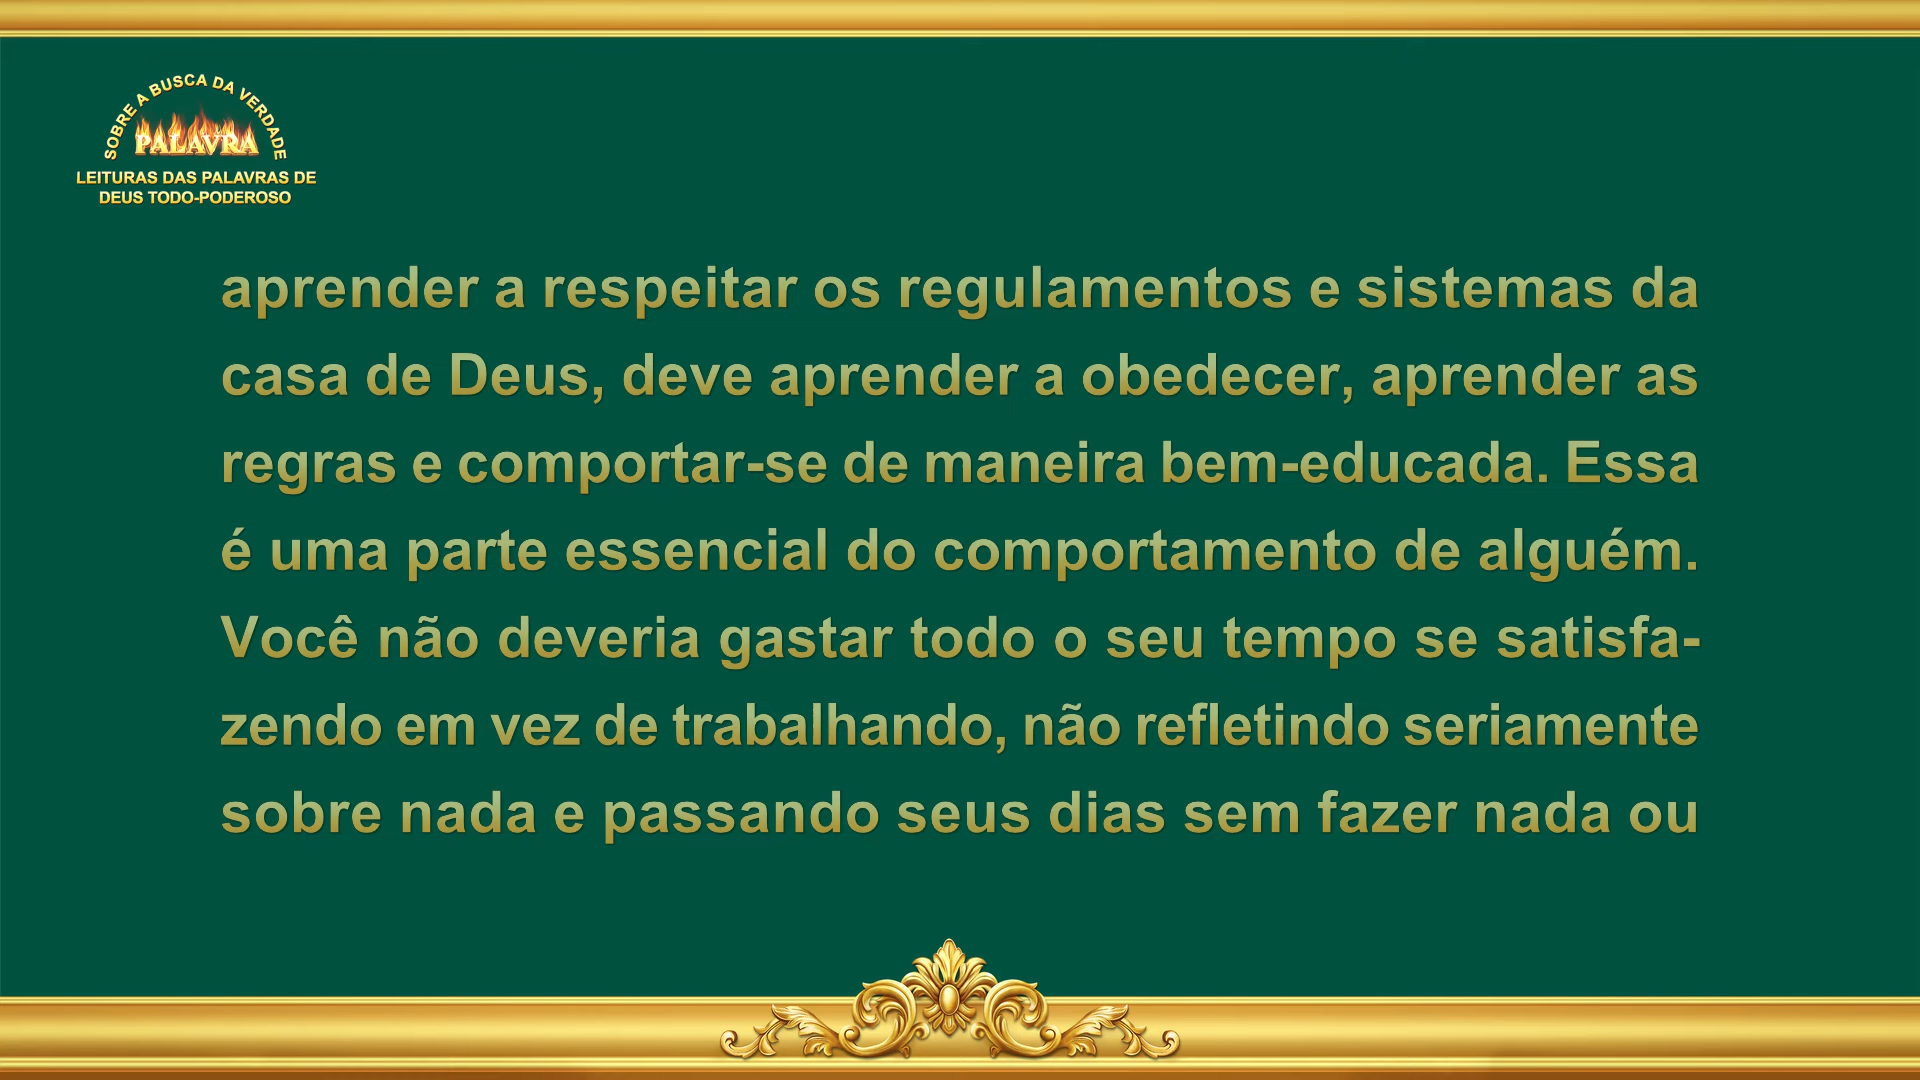 SOBRE A BUSCA DA VERDADE
PALAVRA
LEITURAS DAS PALAVRAS DE
DEUS TODO-PODEROSO
aprender a respeitar os regulamentos e sistemas da
casa de Deus, deve aprender a obedecer, aprender as
regras e comportar-se de maneira bem-educada. Essa
é uma parte essencial do comportamento de alguém.
Você não deveria gastar todo o seu tempo se satisfa-
zendo em vez de trabalhando, não refletindo seriamente
sobre nada e passando seus dias sem fazer nada ou